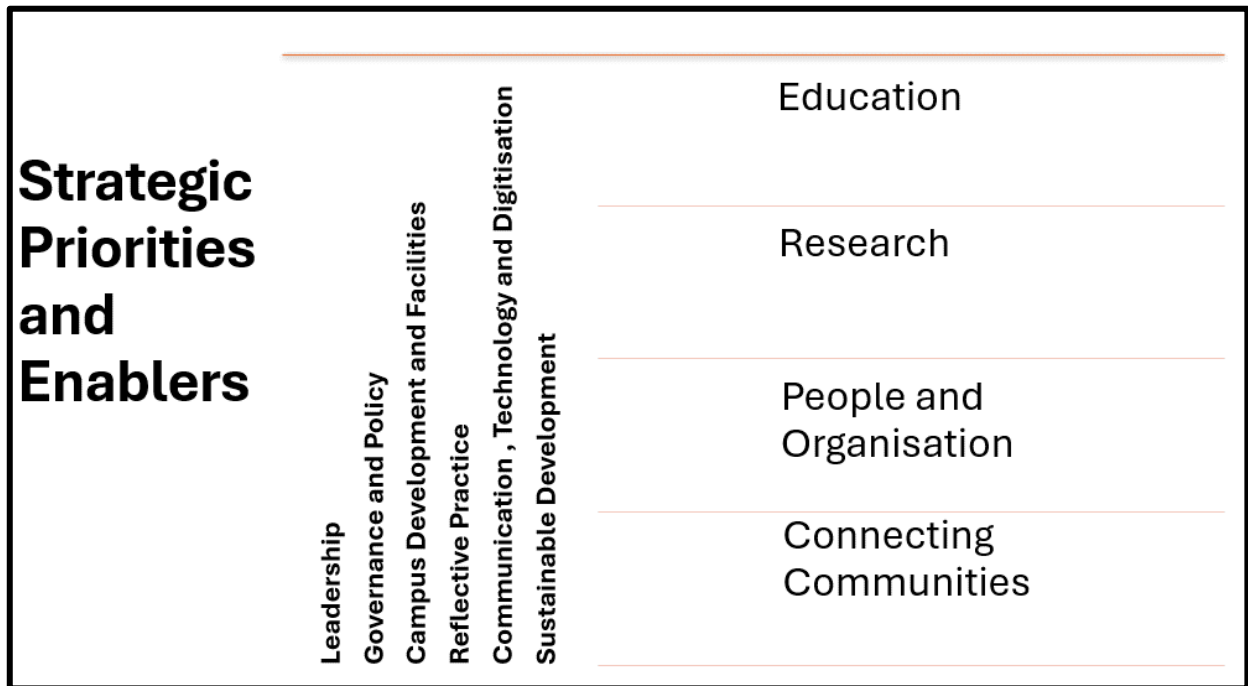 Strategic
Priorities
and
Enablers
Leadership
Governance and Policy
Campus Development and Facilities
Reflective Practice
Communication , Technology and Digitisation
Sustainable Development
Education
Research
People and
Organisation
Connecting
Communities